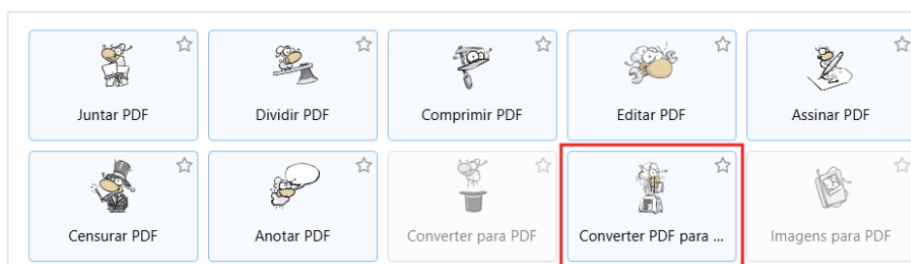 Juntar PDF
Dividir PDF
Comprimir PDF
Editar PDF
Assinar PDF
Censurar PDF
Anotar PDF
Converter para PDF
Converter PDF para ...
Imagens para PDF